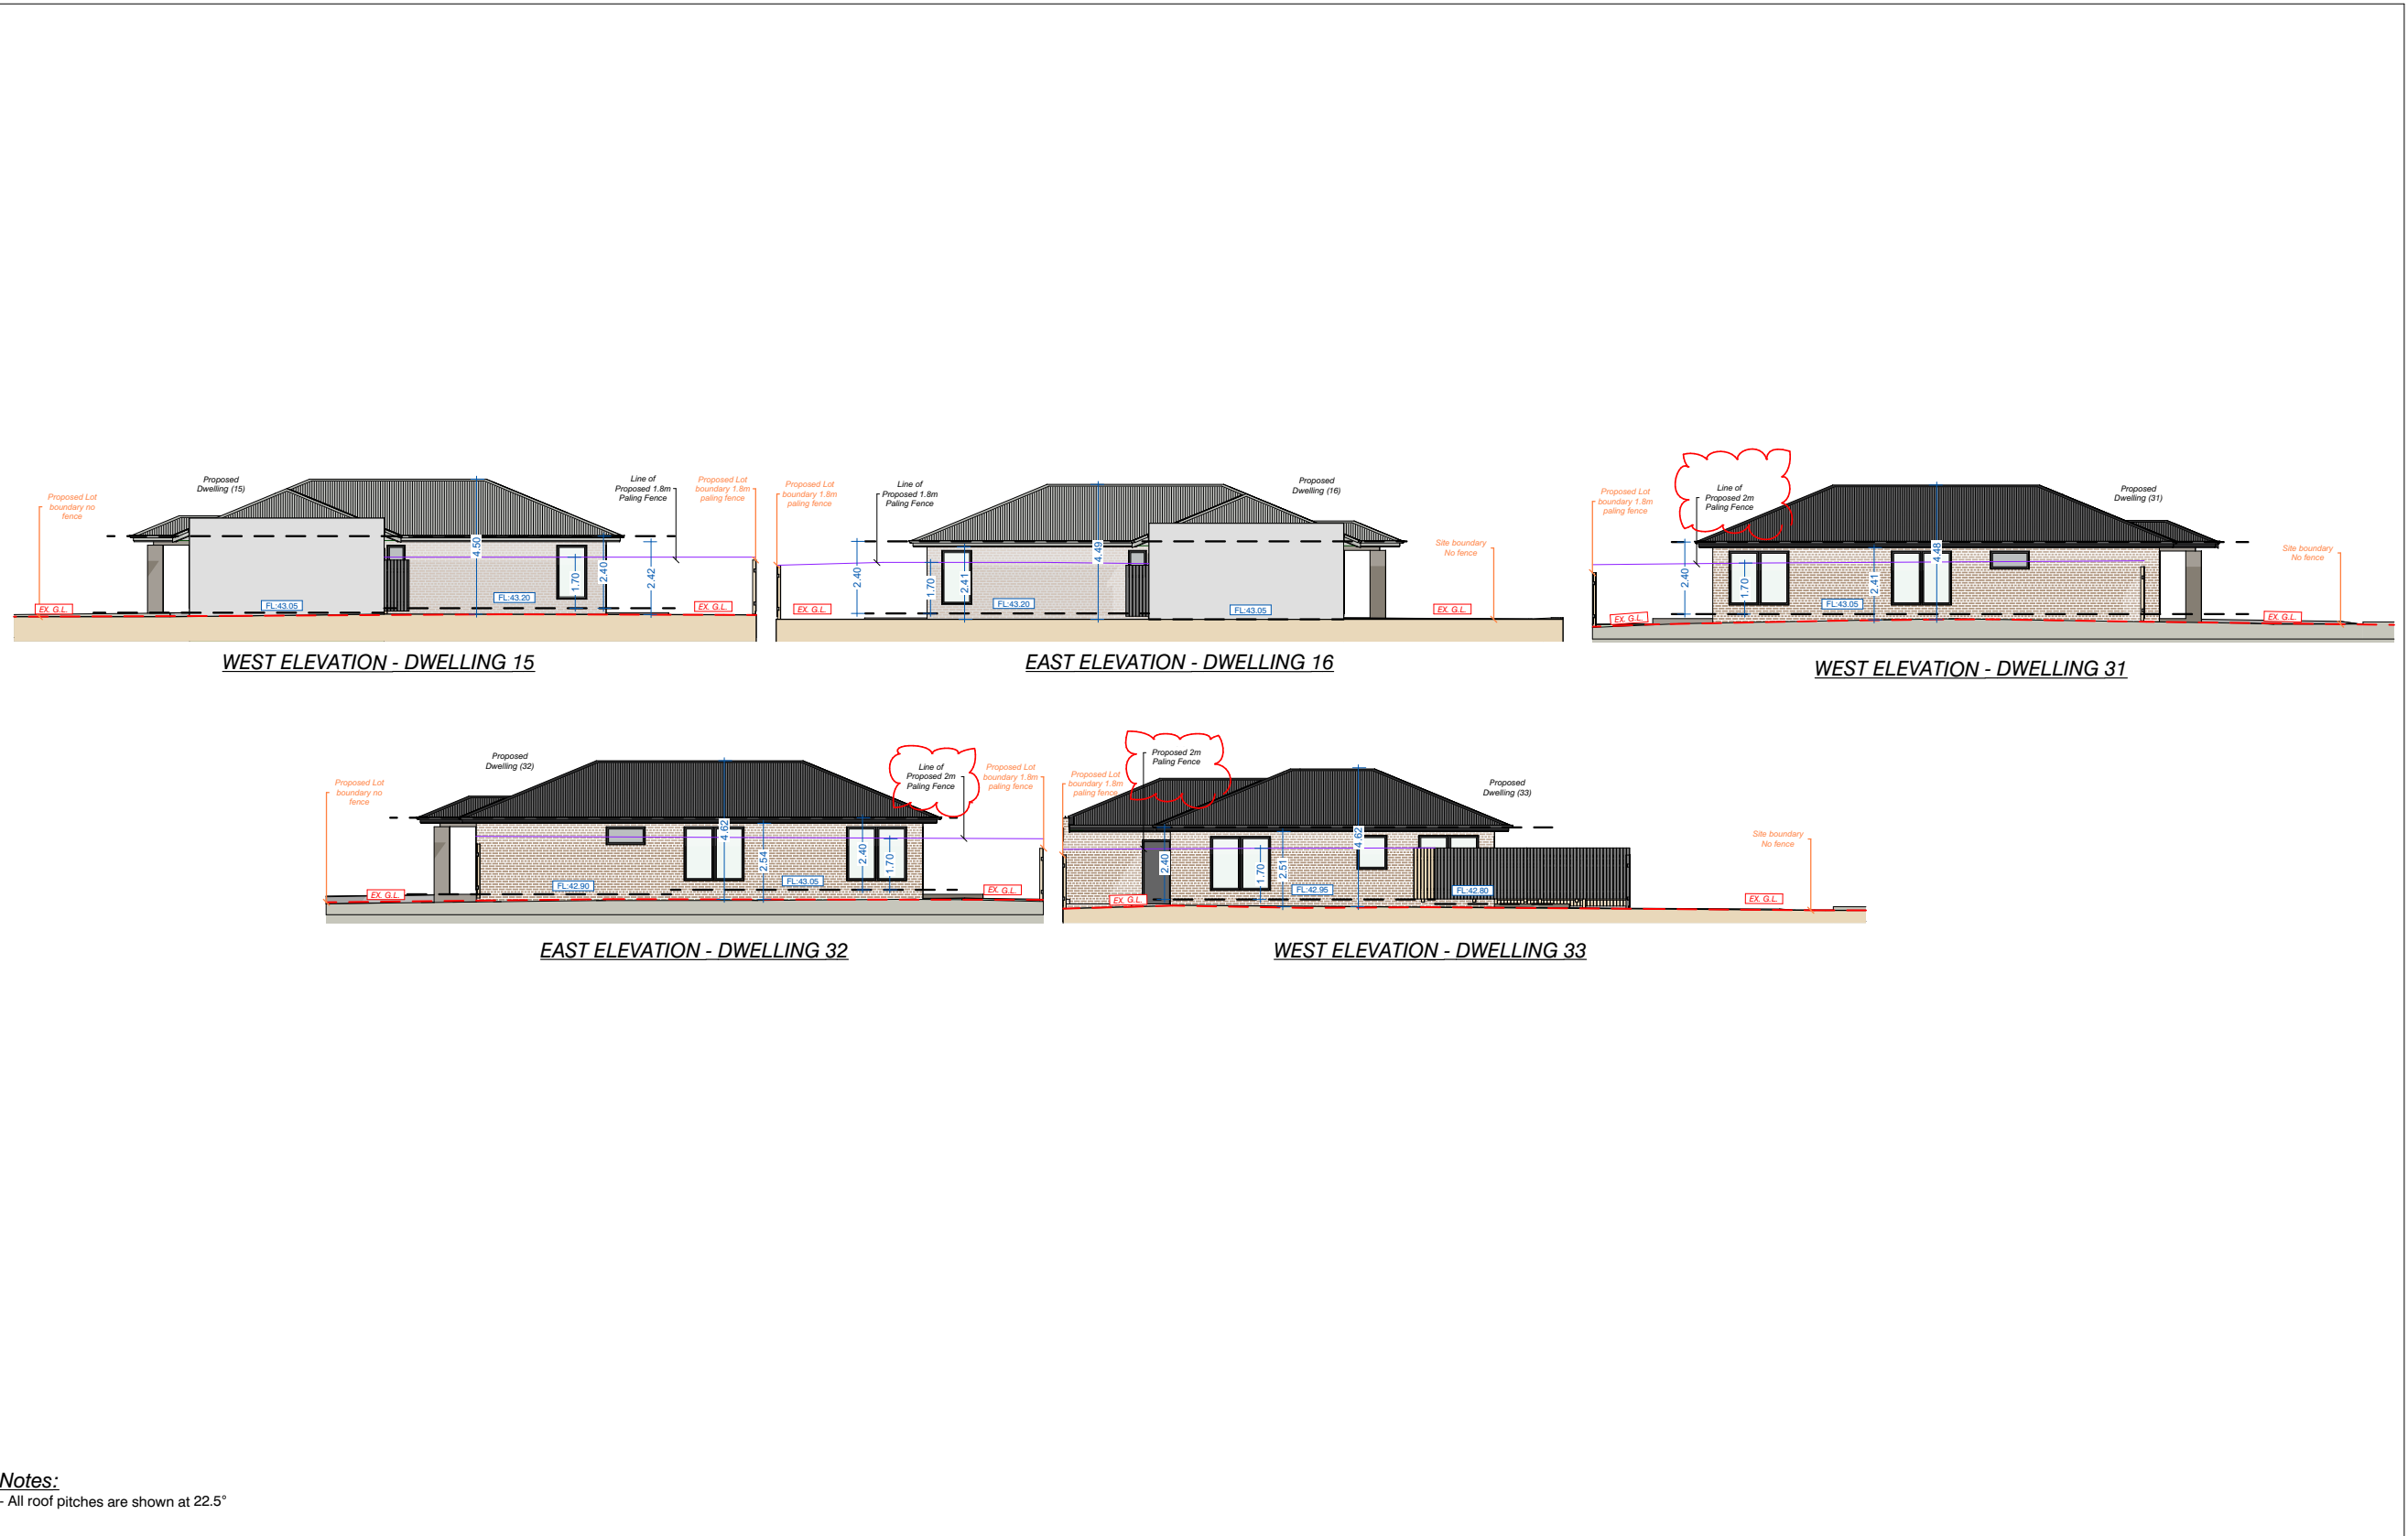 Proposed Lot
boundary no
fence
Proposed
Dwelling (15)
Line of
Proposed 1.8m
Paling Fence
Proposed Lot
boundary 1.8m
paling fence
4.50
1.70
2.40
2.42
EX. G.L.
FL:43.05
FL:43.20
EX. G.L.
WEST ELEVATION - DWELLING 15
Proposed Lot
boundary 1.8m
paling fence
Line of
Proposed 1.8m
Paling Fence
Proposed
Dwelling (16)
Site boundary
No fence
2.40
1.70
2.41
4.49
EX. G.L.
FL:43.20
FL:43.05
EX. G.L.
EAST ELEVATION - DWELLING 16
Proposed Lot
boundary 1.8m
paling fence
Line of
Proposed 2m
Paling Fence
Proposed
Dwelling (31)
Site boundary
No fence
2.40
1.70
2.41
4.48
EX. G.L.
FL:43.05
EX. G.L.
WEST ELEVATION - DWELLING 31
Proposed Lot
boundary no
fence
Proposed
Dwelling (32)
Line of
Proposed 2m
Paling Fence
Proposed Lot
boundary 1.8m
paling fence
4.62
2.54
2.40
1.70
EX. G.L.
FL:42.90
FL:43.05
EX. G.L.
EAST ELEVATION - DWELLING 32
Proposed Lot
boundary 1.8m
paling fence
Proposed 2m
Paling Fence
Proposed
Dwelling (33)
Site boundary
No fence
2.40
1.70
2.51
4.62
EX. G.L.
FL:42.95
FL:42.80
EX. G.L.
WEST ELEVATION - DWELLING 33
Notes:
- All roof pitches are shown at 22.5°